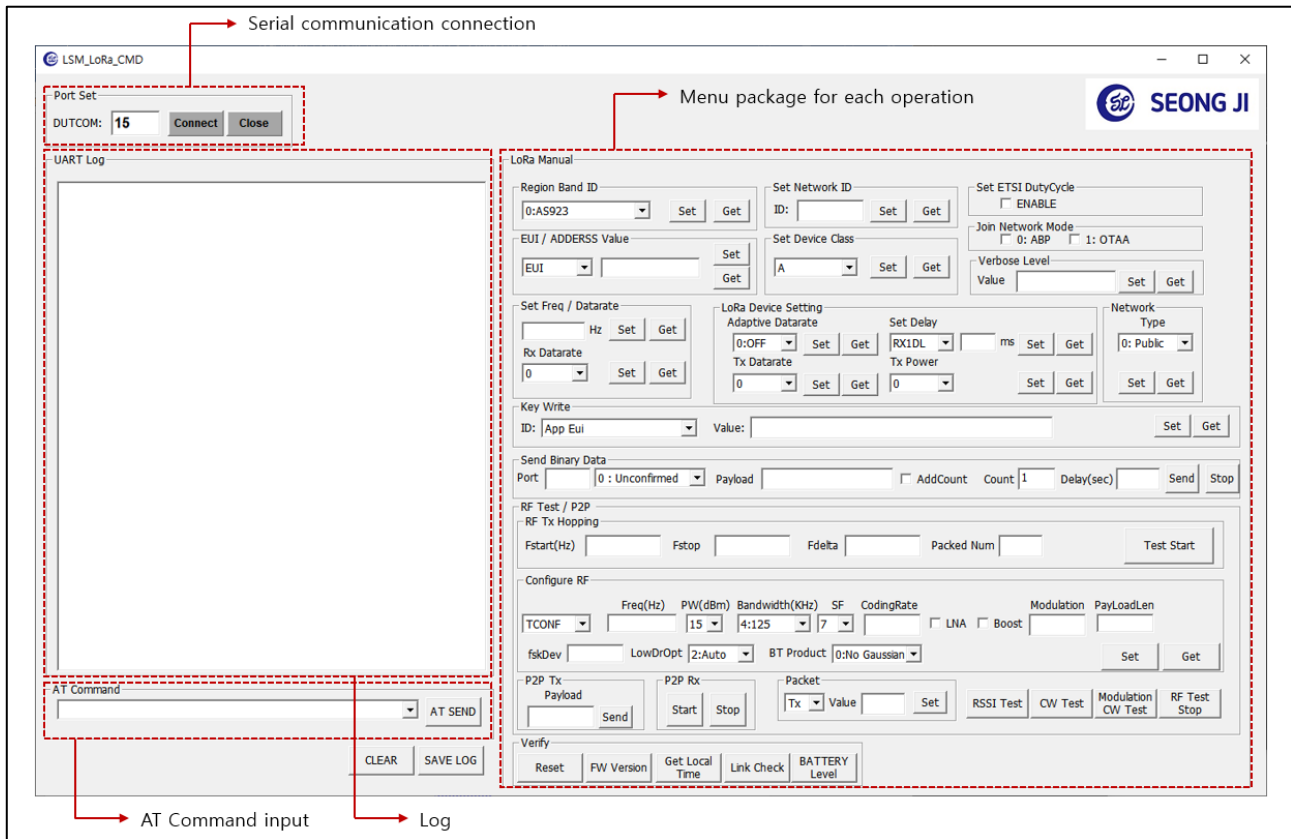 Serial communication connection
LSM_LoRa_CMD
Port Set
DUTCOM: 15 Connect Close
Menu package for each operation
SEONG JI
UART Log
LoRa Manual
Region Band ID
0:AS923 Set Get
Set Network ID
ID: Set Get
Set ETSI DutyCycle
ENABLE
Join Network Mode
0: ABP 1: OTAA
EUI / ADDERSS Value
EUI Set
Get
Set Device Class
A Set Get
Verbose Level
Value Set Get
Set Freq / Datarate
Hz Set Get
Rx Datarate
0 Set Get
LoRa Device Setting
Adaptive Datarate Set Delay
0:OFF Set Get RX1DL ms Set Get
Tx Datarate Tx Power
0 Set Get 0 Set Get
Network
Type
0: Public
Set Get
Key Write
ID: App Eui Value: Set Get
Send Binary Data
Port 0 : Unconfirmed Payload AddCount Count 1 Delay(sec) Send Stop
RF Test / P2P
RF Tx Hopping
Fstart(Hz) Fstop Fdelta Packed Num Test Start
Configure RF
Freq(Hz) PW(dBm) Bandwidth(KHz) SF CodingRate Modulation PayLoadLen
TCONF 15 4:125 7 LNA Boost
fskDev LowDrOpt 2:Auto BT Product 0:No Gaussian Set Get
P2P Tx
Payload
Send
P2P Rx
Start Stop
Packet
Tx Value Set
RSSI Test CW Test Modulation CW Test RF Test Stop
Verify
Reset FW Version Get Local Time Link Check BATTERY Level
AT Command
AT SEND
CLEAR SAVE LOG
AT Command input
Log